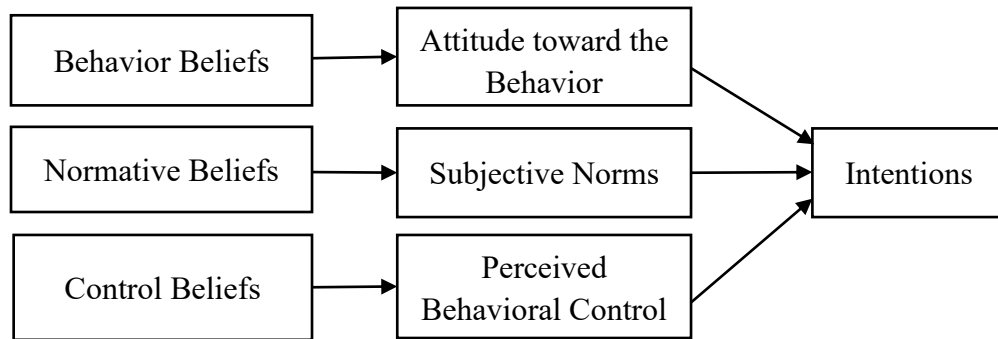 Behavior Beliefs
Attitude toward the
Behavior
Normative Beliefs
Subjective Norms
Intentions
Control Beliefs
Perceived
Behavioral Control